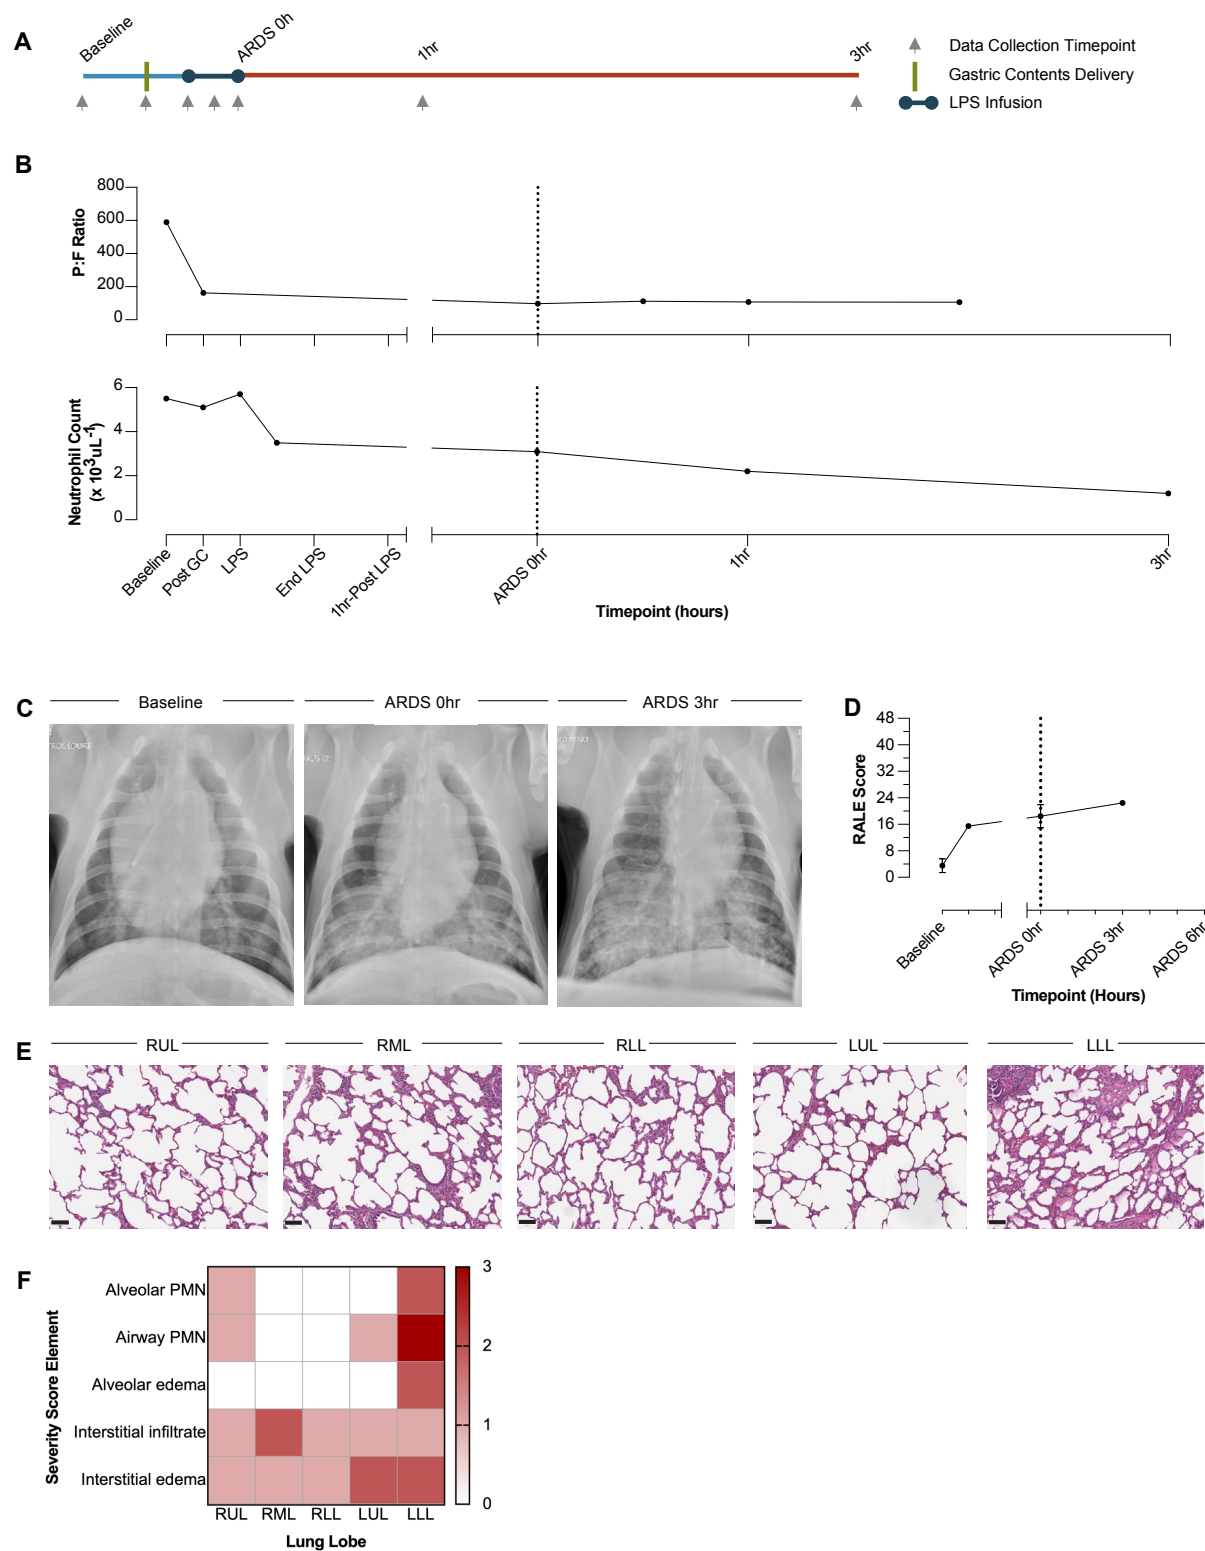 A
Baseline
ARDS 0h
1hr
3hr
Data Collection Timepoint
Gastric Contents Delivery
LPS Infusion
B
P:F Ratio
800
600
400
200
0
Neutrophil Count
(x 10³uL⁻¹)
6
4
2
0
Baseline
Post GC
LPS
End LPS
1hr-Post LPS
ARDS 0hr
1hr
3hr
Timepoint (hours)
C
Baseline
ARDS 0hr
ARDS 3hr
D
RALE Score
48
40
32
24
16
8
0
Baseline
ARDS 0hr
ARDS 3hr
ARDS 6hr
Timepoint (Hours)
E
RUL
RML
RLL
LUL
LLL
F
Severity Score Element
Alveolar PMN
Airway PMN
Alveolar edema
Interstitial infiltrate
Interstitial edema
RUL
RML
RLL
LUL
LLL
Lung Lobe
3
2
1
0